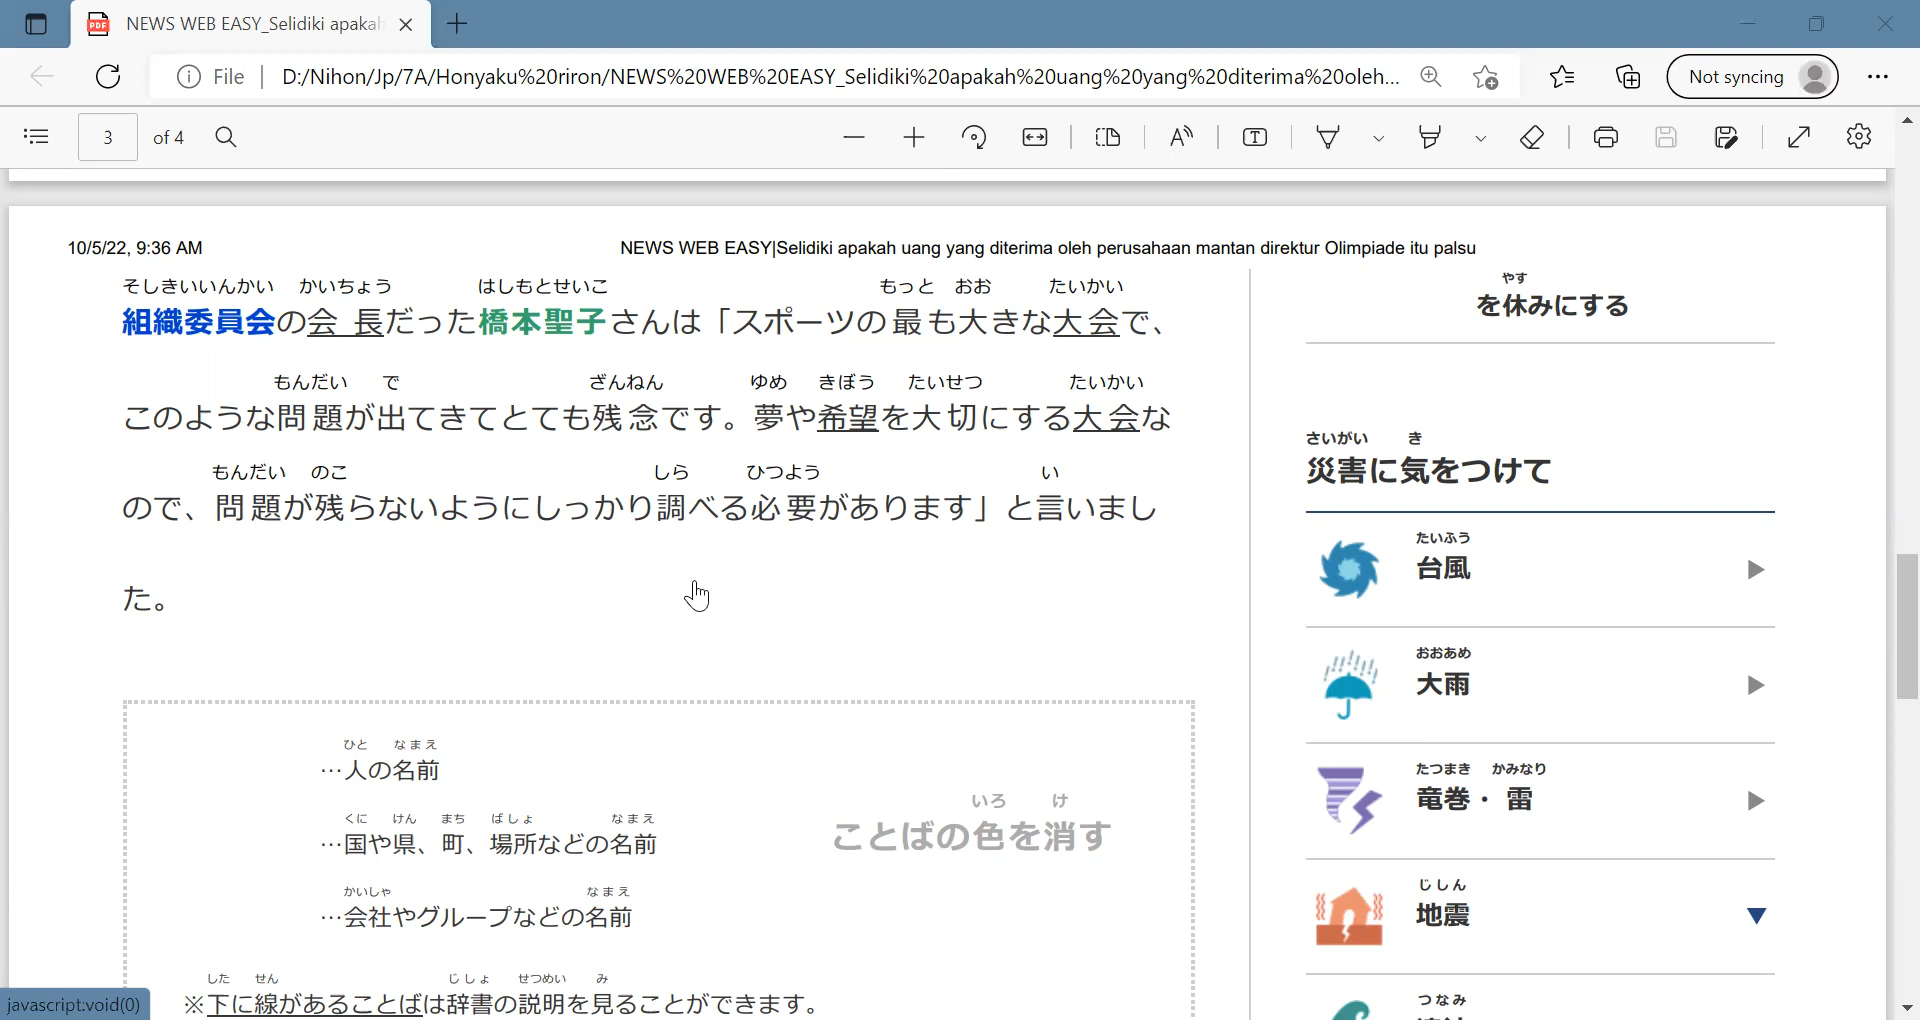 NEWS WEB EASY_Selidiki apakah
File
D:/Nihon/Jp/7A/Honyaku%20riron/NEWS%20WEB%20EASY_Selidiki%20apakah%20uang%20yang%20diterima%20oleh...
Not syncing
3 of 4
10/5/22, 9:36 AM
NEWS WEB EASY|Selidiki apakah uang yang diterima oleh perusahaan mantan direktur Olimpiade itu palsu
そしきいいんかい かいちょう はしもとせいこ もっと おお たいかい
組織委員会の会長だった橋本聖子さんは「スポーツの最も大きな大会で、
もんだい で ざんねん ゆめ きぼう たいせつ たいかい
このような問題が出てきてとても残念です。夢や希望を大切にする大会な
もんだい のこ しら ひつよう い
ので、問題が残らないようにしっかり調べる必要があります」と言いまし
た。
ひと なまえ
…人の名前
くに けん まち ばしょ なまえ
…国や県、町、場所などの名前
かいしゃ なまえ
…会社やグループなどの名前
いろ け
ことばの色を消す
した せん じしょ せつめい み
※下に線があることばは辞書の説明を見ることができます。
やす
を休みにする
さいがい き
災害に気をつけて
たいふう
台風
おおあめ
大雨
たつまき かみなり
竜巻・雷
じしん
地震
つなみ
javascript:void(0)